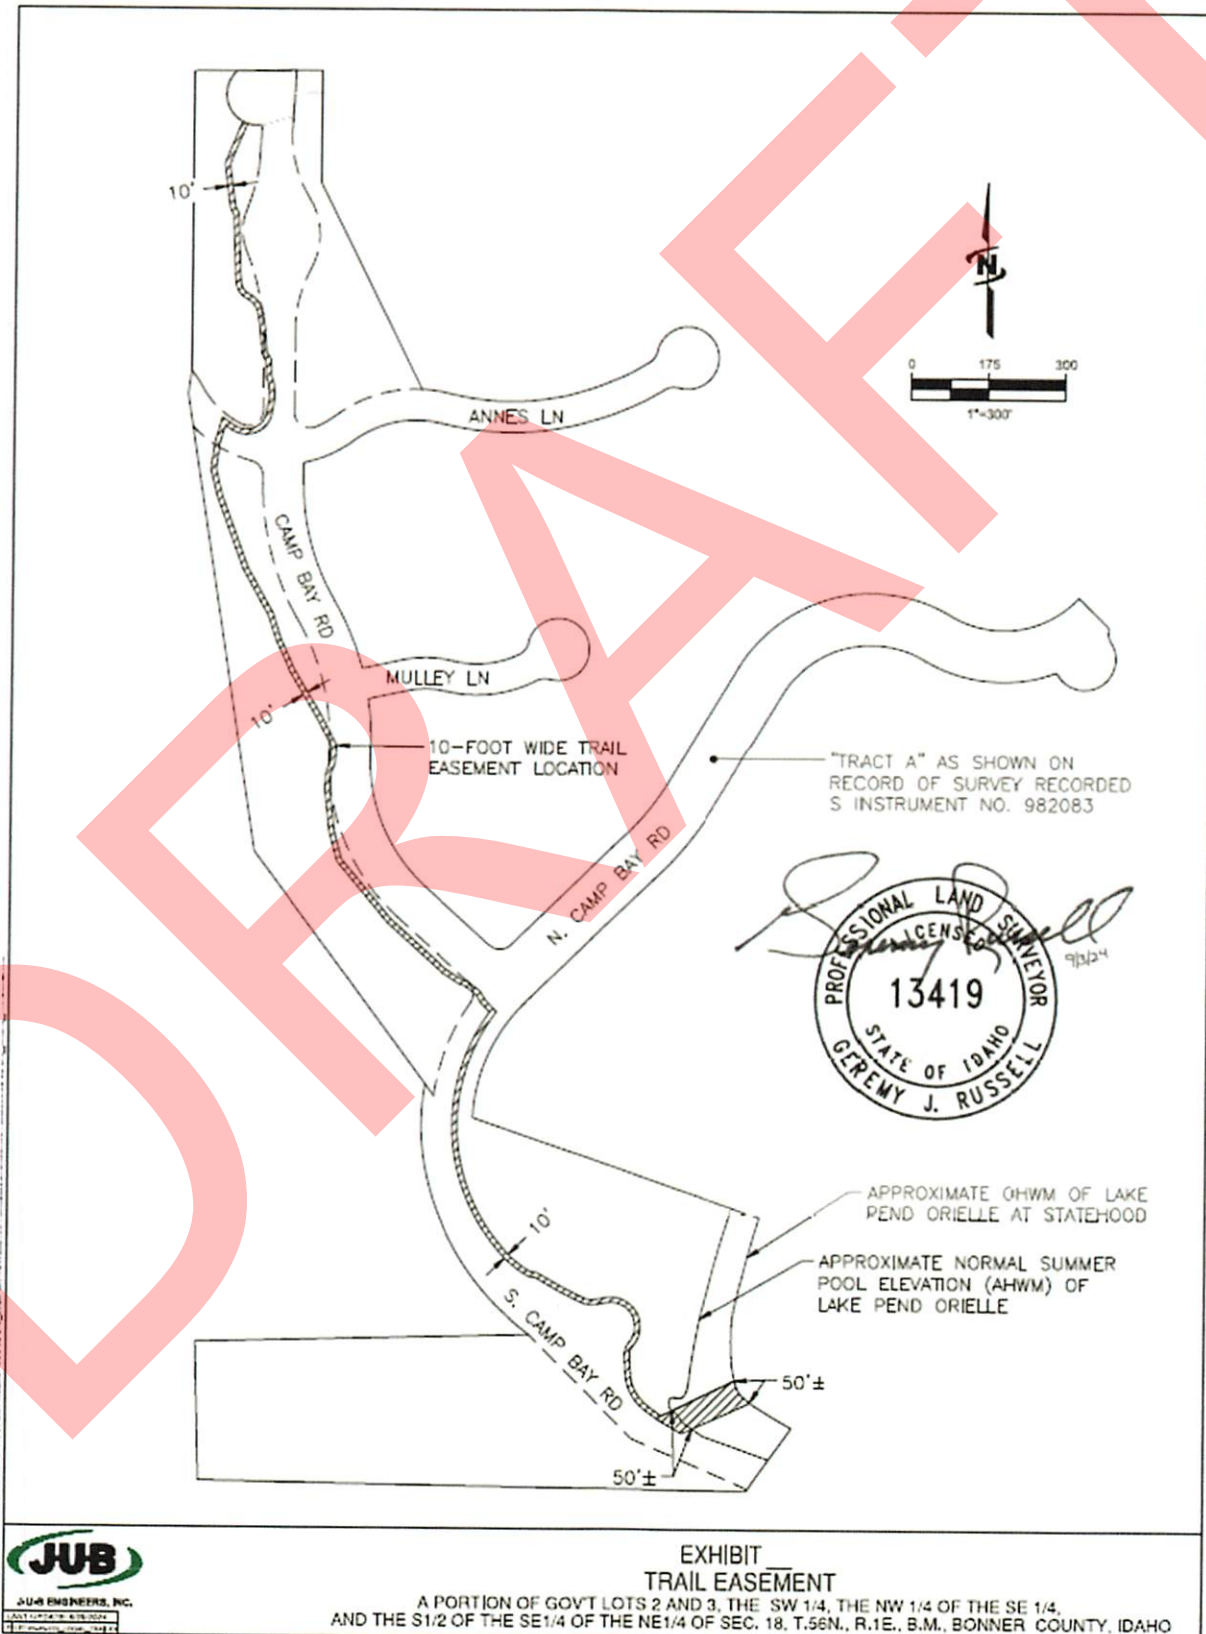 DRAFT
10'
N
0 175 300
1"=300'
ANNES LN
CAMP BAY RD
MULLEY LN
10'
10-FOOT WIDE TRAIL
EASEMENT LOCATION
"TRACT A" AS SHOWN ON
RECORD OF SURVEY RECORDED
S INSTRUMENT NO. 982083
N. CAMP BAY RD
PROFESSIONAL LAND SURVEYOR
LICENSED
13419
STATE OF IDAHO
GEREMY J. RUSSELL
9/3/24
APPROXIMATE OHWM OF LAKE
PEND ORIELLE AT STATEHOOD
10'
APPROXIMATE NORMAL SUMMER
POOL ELEVATION (AHWM) OF
LAKE PEND ORIELLE
S. CAMP BAY RD
50'±
50'±
JUB
J-U-B ENGINEERS, INC.
EXHIBIT __
TRAIL EASEMENT
A PORTION OF GOV'T LOTS 2 AND 3, THE SW 1/4, THE NW 1/4 OF THE SE 1/4,
AND THE S1/2 OF THE SE1/4 OF THE NE1/4 OF SEC. 18, T.56N., R.1E., B.M., BONNER COUNTY, IDAHO